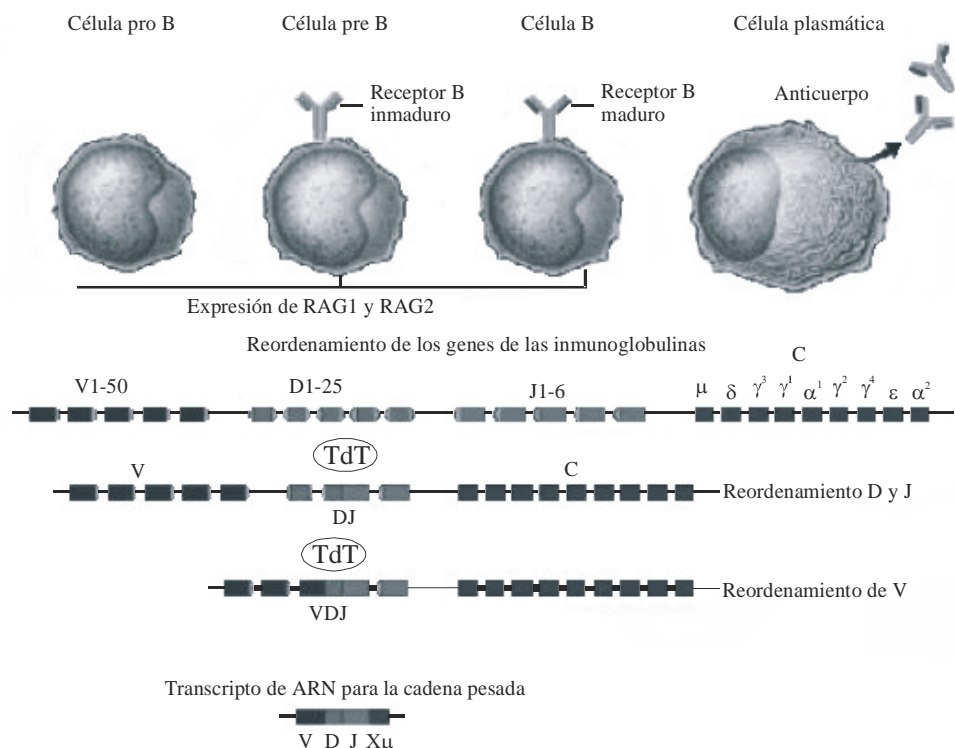 Célula pro B
Célula pre B
Célula B
Célula plasmática
Receptor B
inmaduro
Receptor B
maduro
Anticuerpo
Expresión de RAG1 y RAG2
Reordenamiento de los genes de las inmunoglobulinas
C
V1-50
D1-25
J1-6
μ δ γ³ γ¹ α¹ γ² γ⁴ ε α²
TdT
V
C
Reordenamiento D y J
DJ
TdT
Reordenamiento de V
VDJ
Transcripto de ARN para la cadena pesada
V D J Xμ